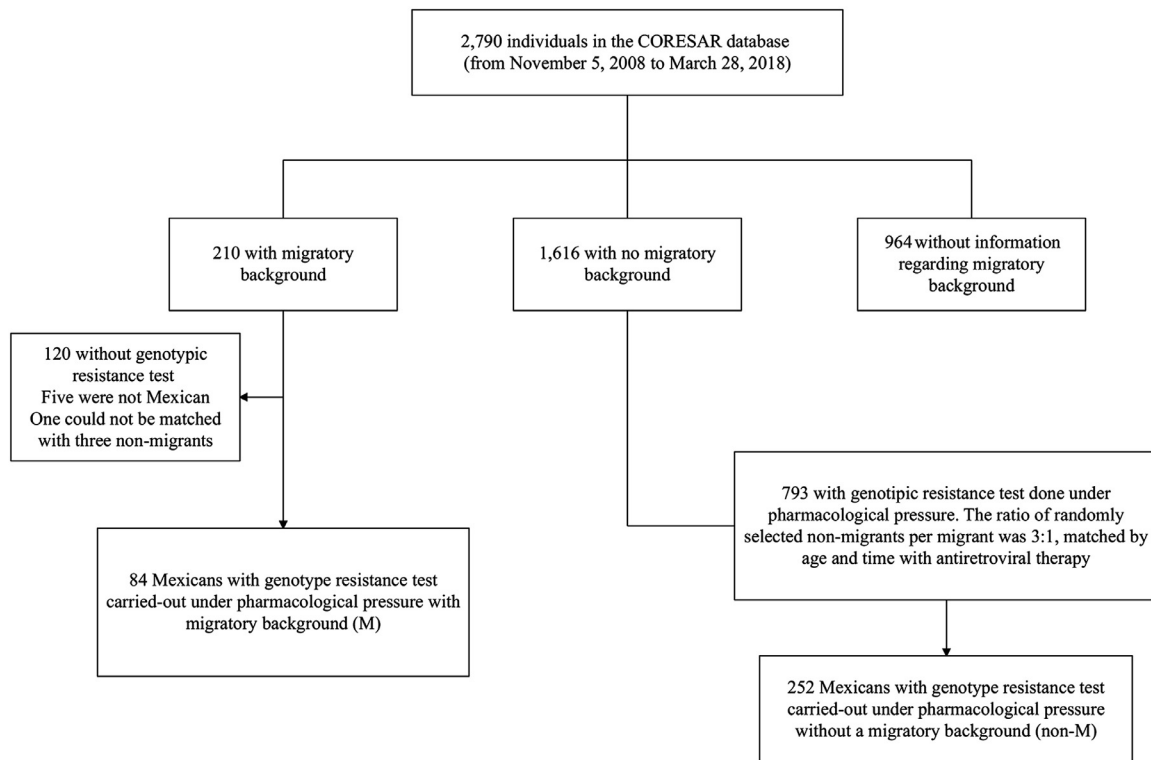 2,790 individuals in the CORESAR database
(from November 5, 2008 to March 28, 2018)
210 with migratory
background
1,616 with no migratory
background
964 without information
regarding migratory
background
120 without genotypic
resistance test
Five were not Mexican
One could not be matched
with three non-migrants
793 with genotipic resistance test done under
pharmacological pressure. The ratio of randomly
selected non-migrants per migrant was 3:1, matched by
age and time with antiretroviral therapy
84 Mexicans with genotype resistance test
carried-out under pharmacological pressure with
migratory background (M)
252 Mexicans with genotype resistance test
carried-out under pharmacological pressure
without a migratory background (non-M)